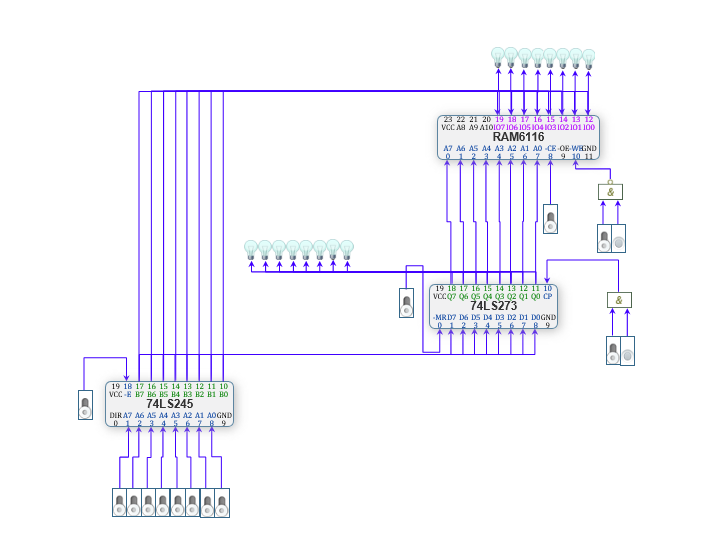 23 22 21 20 19 18 17 16 15 14 13 12
VCC A8 A9 A10 IO7 IO6 IO5 IO4 IO3 IO2 IO1 IO0
RAM6116
A7 A6 A5 A4 A3 A2 A1 A0 -CE -OE -WE GND
0 1 2 3 4 5 6 7 8 9 10 11
&
19 18 17 16 15 14 13 12 11 10
VCC Q7 Q6 Q5 Q4 Q3 Q2 Q1 Q0 CP
74LS273
-MR D7 D6 D5 D4 D3 D2 D1 D0 GND
0 1 2 3 4 5 6 7 8 9
&
19 18 17 16 15 14 13 12 11 10
VCC -E B7 B6 B5 B4 B3 B2 B1 B0
74LS245
DIR A7 A6 A5 A4 A3 A2 A1 A0 GND
0 1 2 3 4 5 6 7 8 9